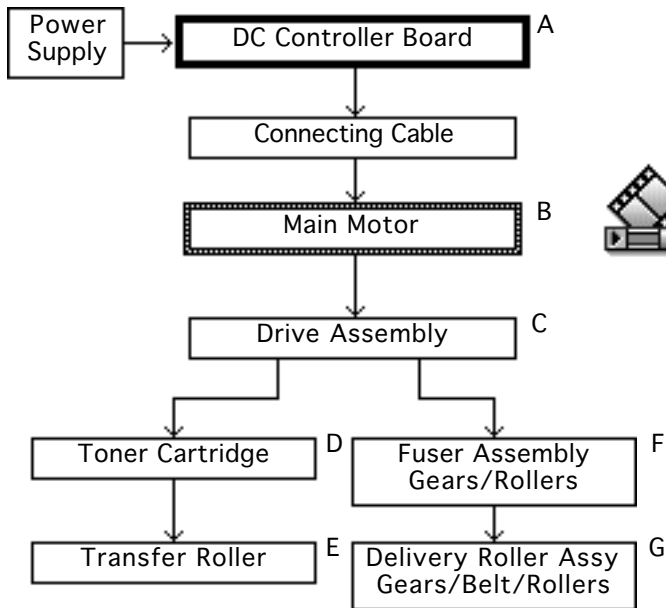 Power
Supply
DC Controller Board
A
Connecting Cable
Main Motor
B
Drive Assembly
C
Toner Cartridge
D
Fuser Assembly
Gears/Rollers
F
Transfer Roller
E
Delivery Roller Assy
Gears/Belt/Rollers
G